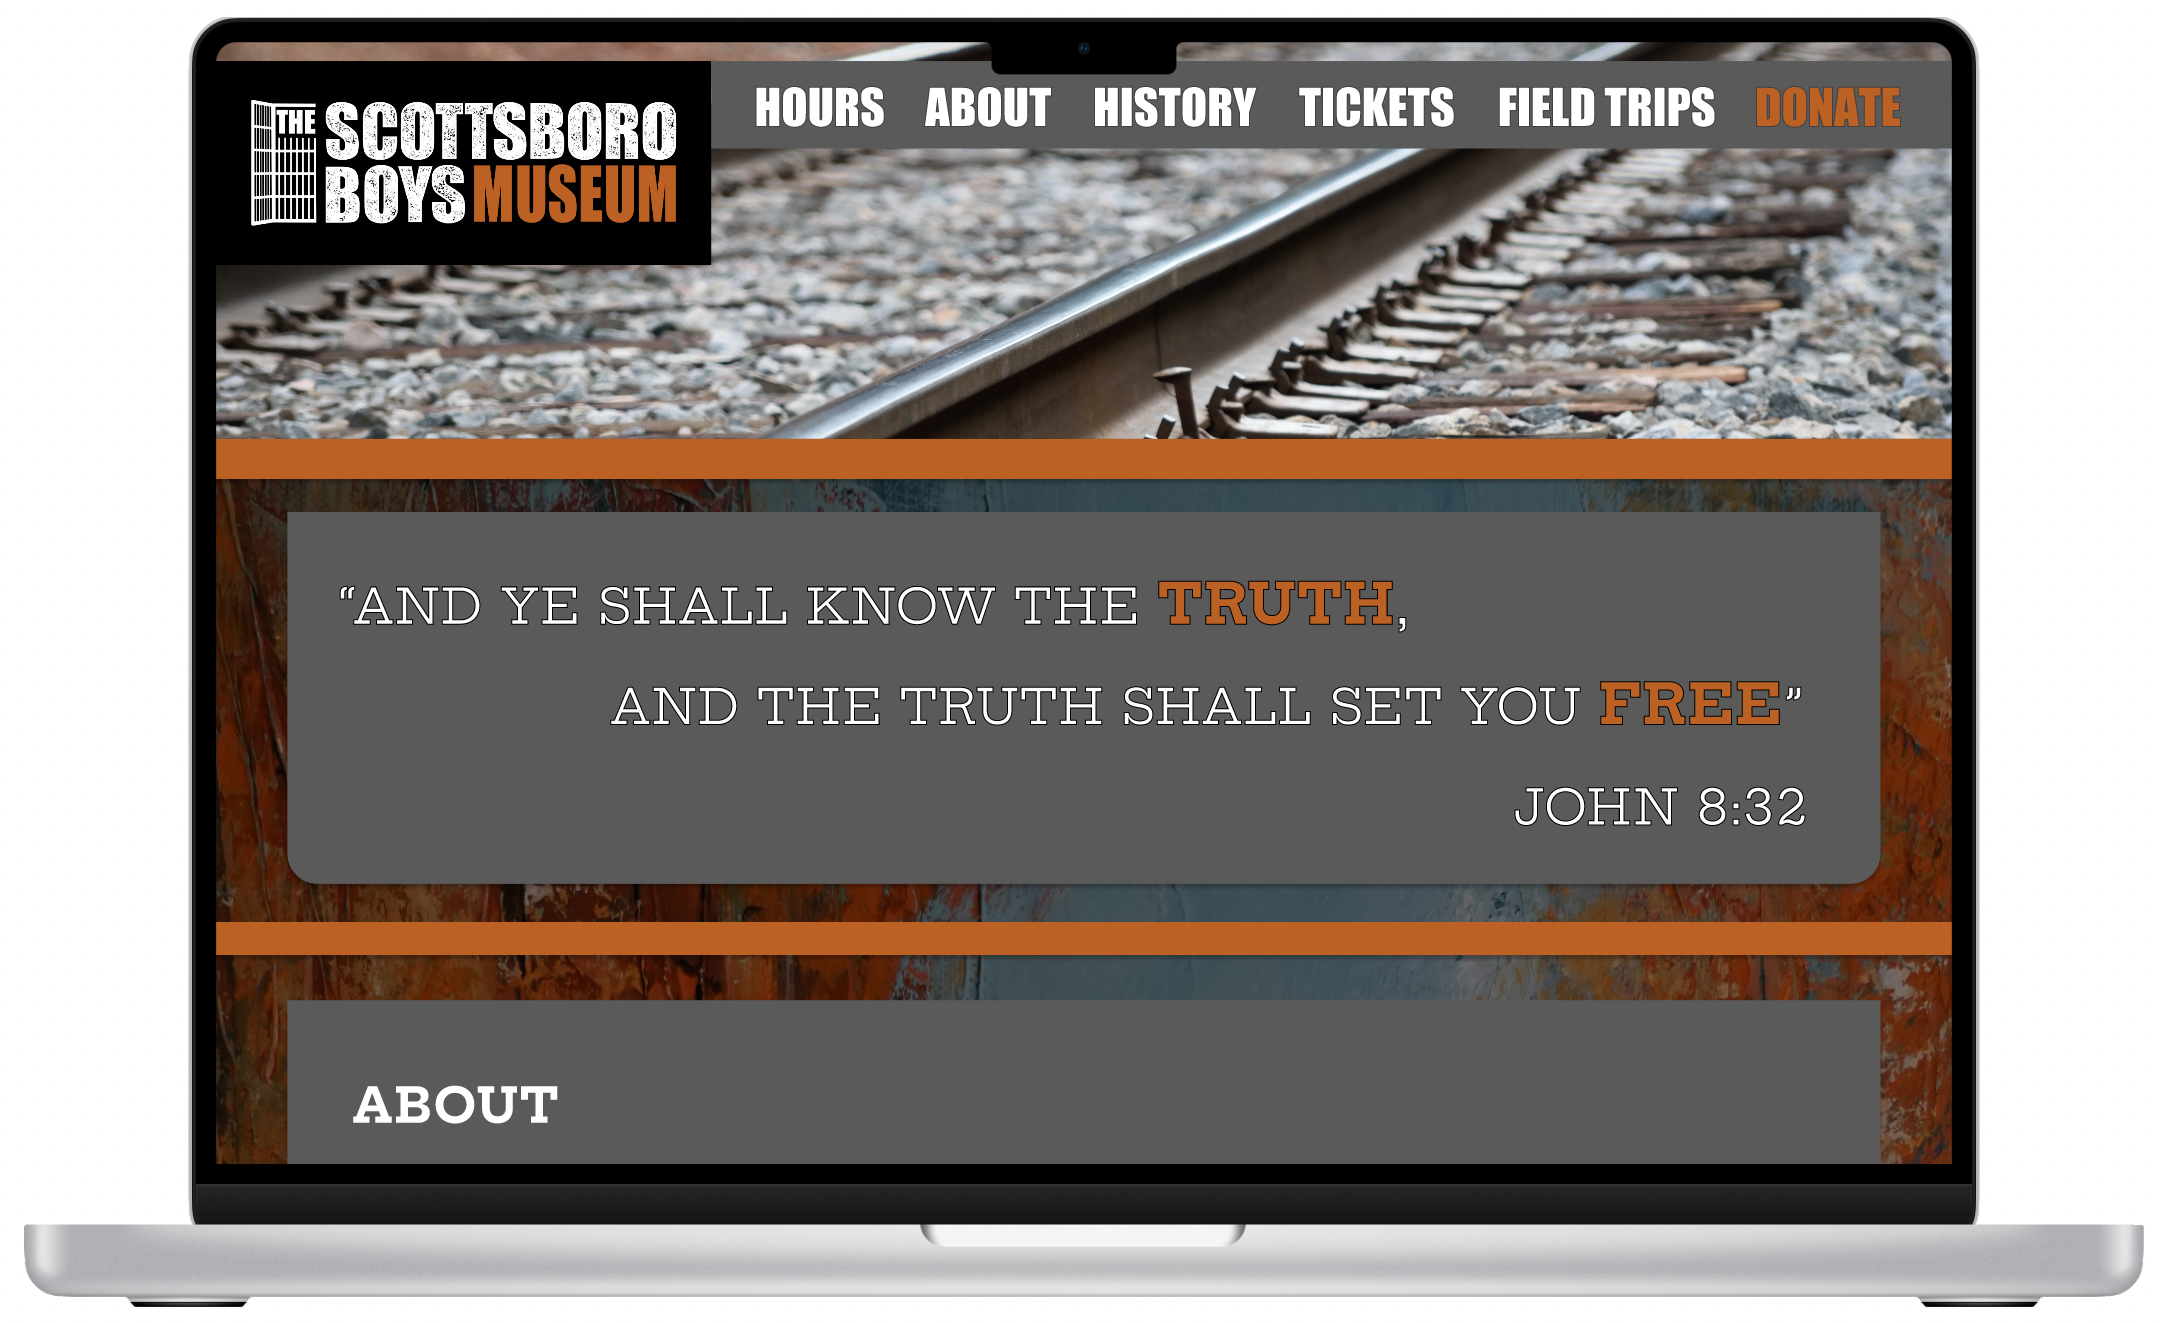 THE SCOTTSBORO
BOYS MUSEUM
HOURS ABOUT HISTORY TICKETS FIELD TRIPS DONATE
“AND YE SHALL KNOW THE TRUTH,
AND THE TRUTH SHALL SET YOU FREE”
JOHN 8:32
ABOUT